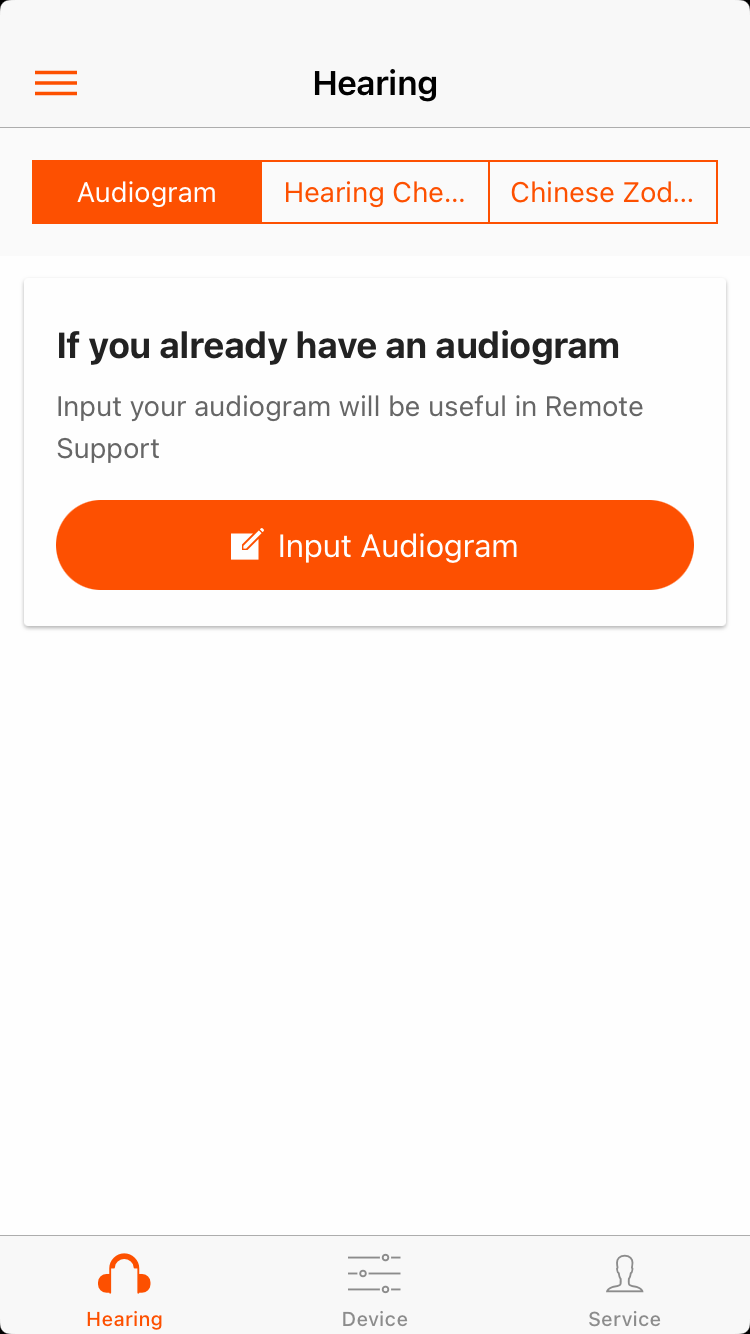 Hearing
Audiogram
Hearing Che...
Chinese Zod...
If you already have an audiogram
Input your audiogram will be useful in Remote
Support
Input Audiogram
Hearing
Device
Service